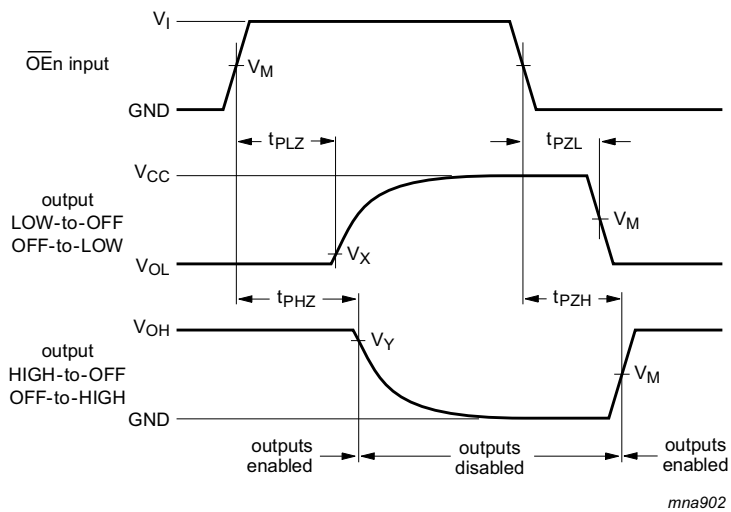 V_I
O̅E̅n input
V_M
GND
t_PLZ
t_PZL
V_CC
output
LOW-to-OFF
OFF-to-LOW
V_M
V_X
V_OL
t_PHZ
t_PZH
V_OH
V_Y
output
HIGH-to-OFF
OFF-to-HIGH
V_M
GND
outputs
enabled
outputs
disabled
outputs
enabled
mna902